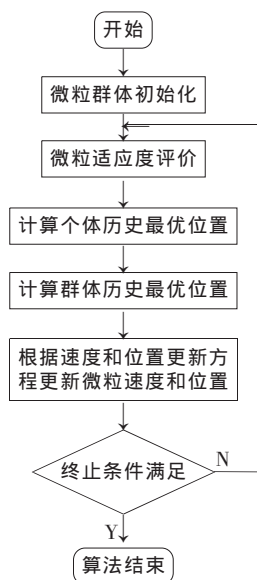 开始
微粒群体初始化
微粒适应度评价
计算个体历史最优位置
计算群体历史最优位置
根据速度和位置更新方
程更新微粒速度和位置
终止条件满足
N
Y
算法结束